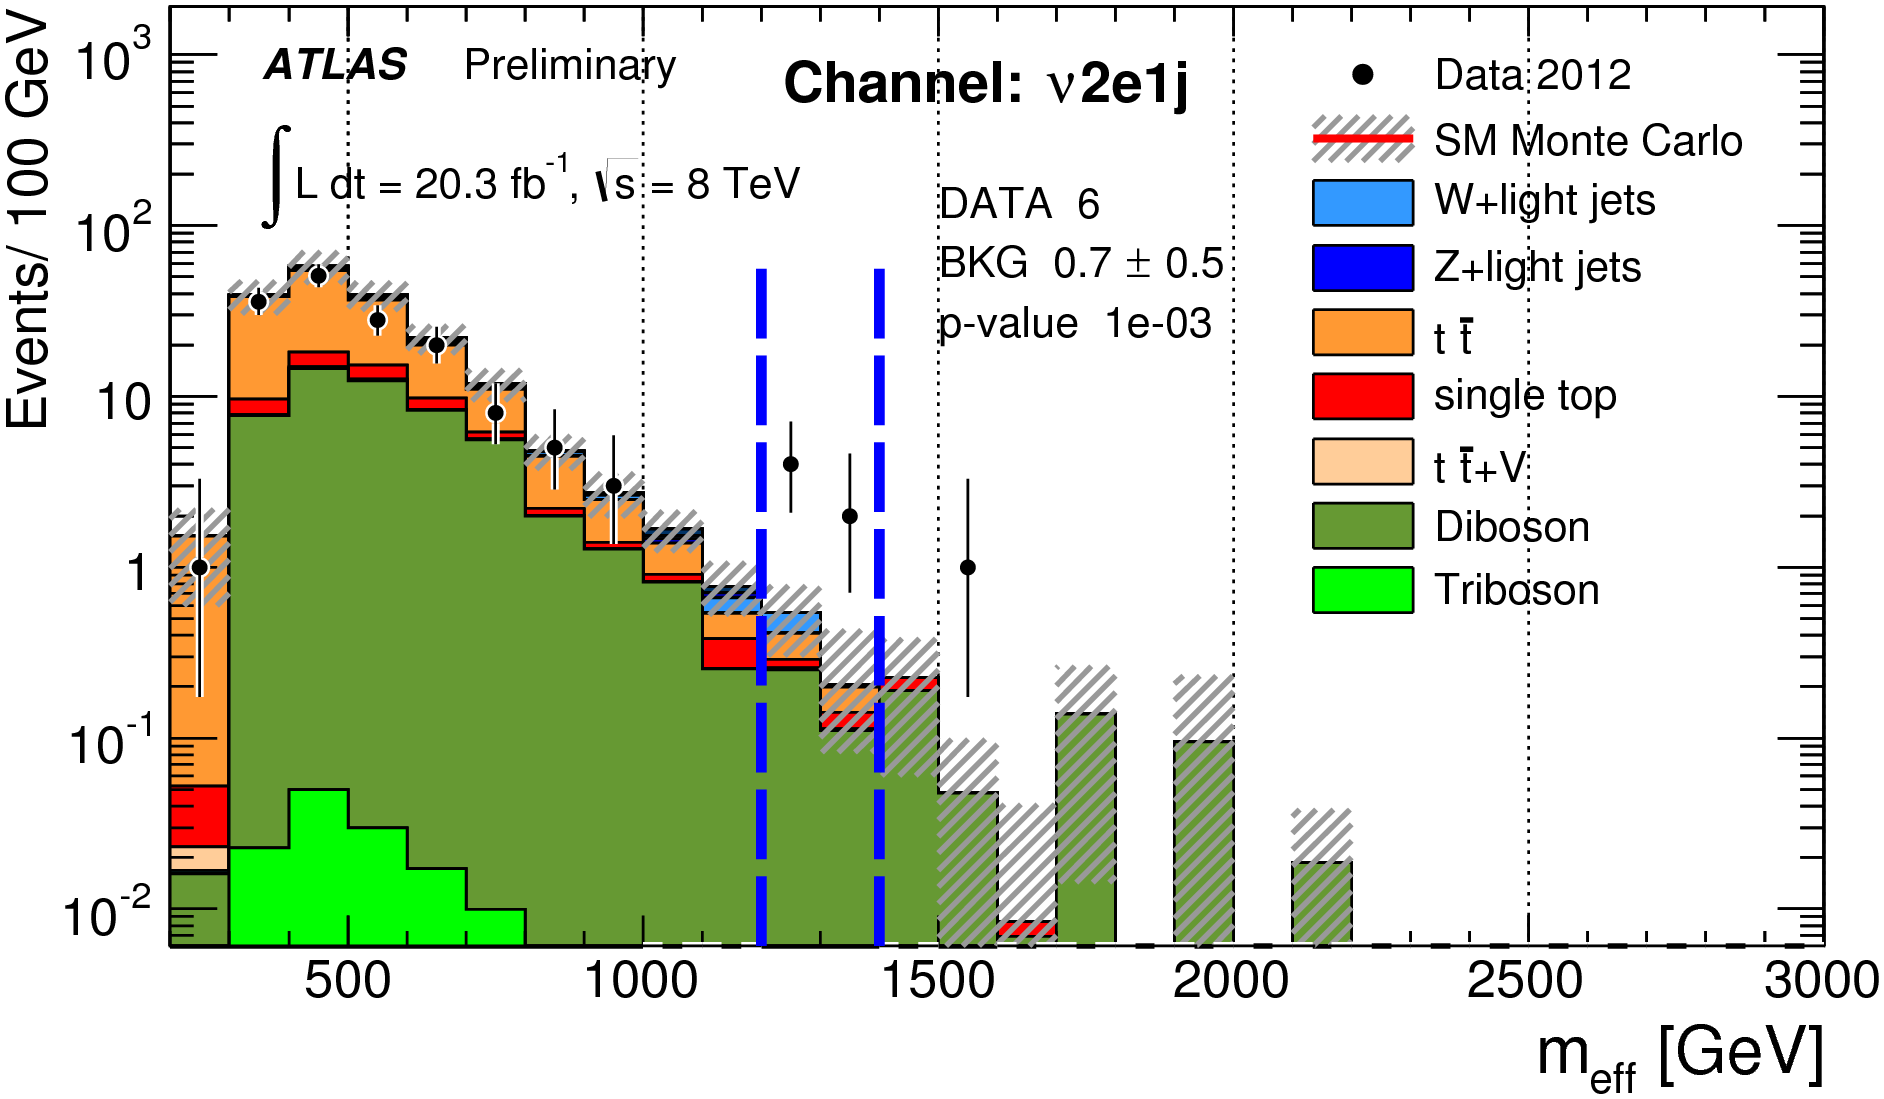 Events/ 100 GeV
10³
10²
10
1
10⁻¹
10⁻²
ATLAS Preliminary
∫ L dt = 20.3 fb⁻¹, √s = 8 TeV
Channel: ν2e1j
DATA 6
BKG 0.7 ± 0.5
p-value 1e-03
Data 2012
SM Monte Carlo
W+light jets
Z+light jets
t t̄
single top
t t̄+V
Diboson
Triboson
500 1000 1500 2000 2500 3000
m_eff [GeV]